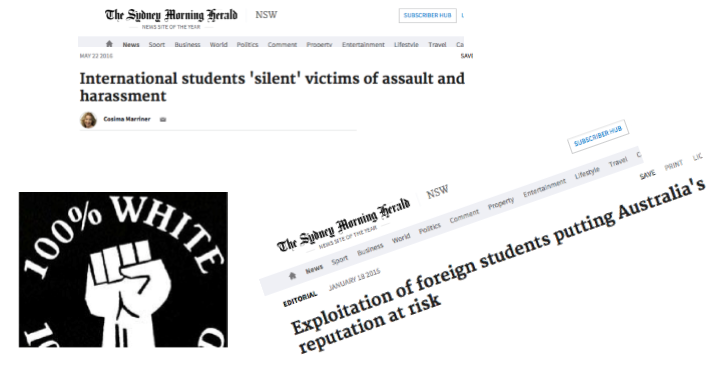 The Sydney Morning Herald
NSW
SUBSCRIBER HUB
L
NEWS SITE OF THE YEAR
News Sport Business World Politics Comment Property Entertainment Lifestyle Travel Ca
MAY 22 2016
SAVE
International students 'silent' victims of assault and
harassment
Cosima Marriner
100% WHITE
SUBSCRIBER HUB
The Sydney Morning Herald
NSW
NEWS SITE OF THE YEAR
News Sport Business World Politics Comment Property Entertainment Lifestyle Travel C
EDITORIAL
JANUARY 18 2015
SAVE PRINT LIC
Exploitation of foreign students putting Australia's
reputation at risk